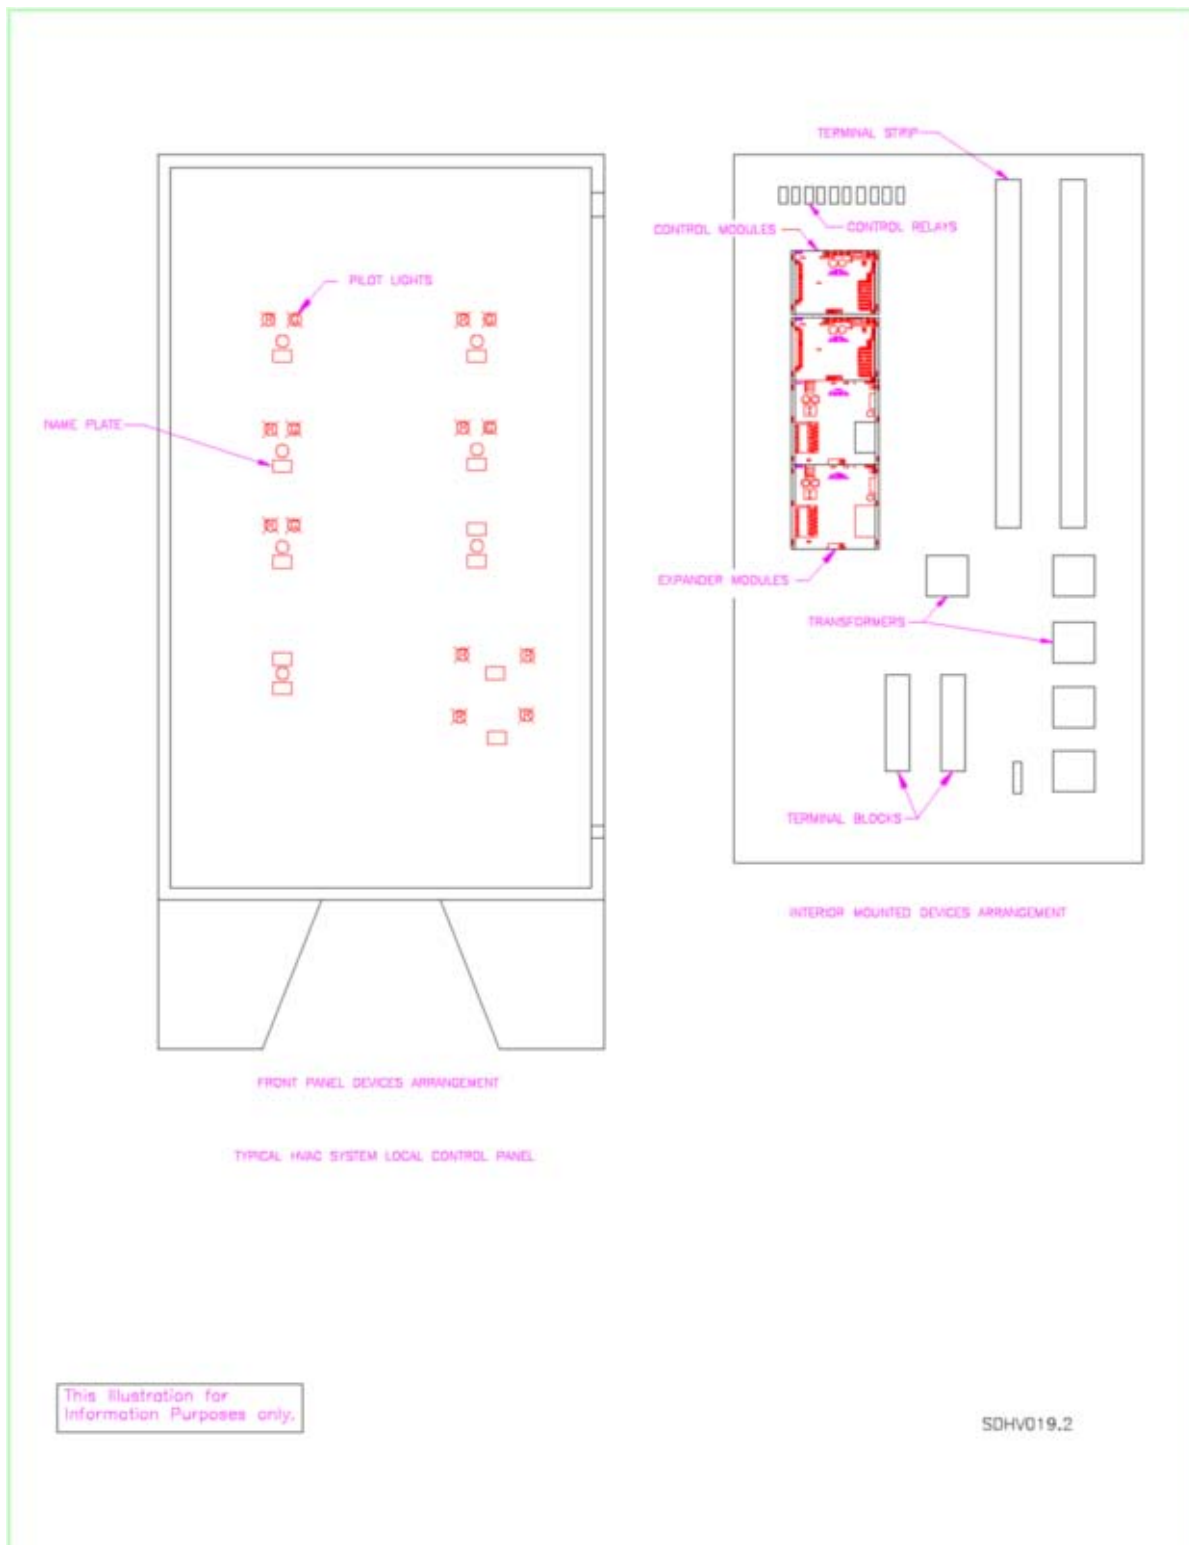 TERMINAL STRIP
CONTROL RELAYS
CONTROL MODULES
PILOT LIGHTS
NAME PLATE
EXPANDER MODULES
TRANSFORMERS
TERMINAL BLOCKS
INTERIOR MOUNTED DEVICES ARRANGEMENT
FRONT PANEL DEVICES ARRANGEMENT
TYPICAL HVAC SYSTEM LOCAL CONTROL PANEL
This Illustration for
Information Purposes only.
SDHV019.2